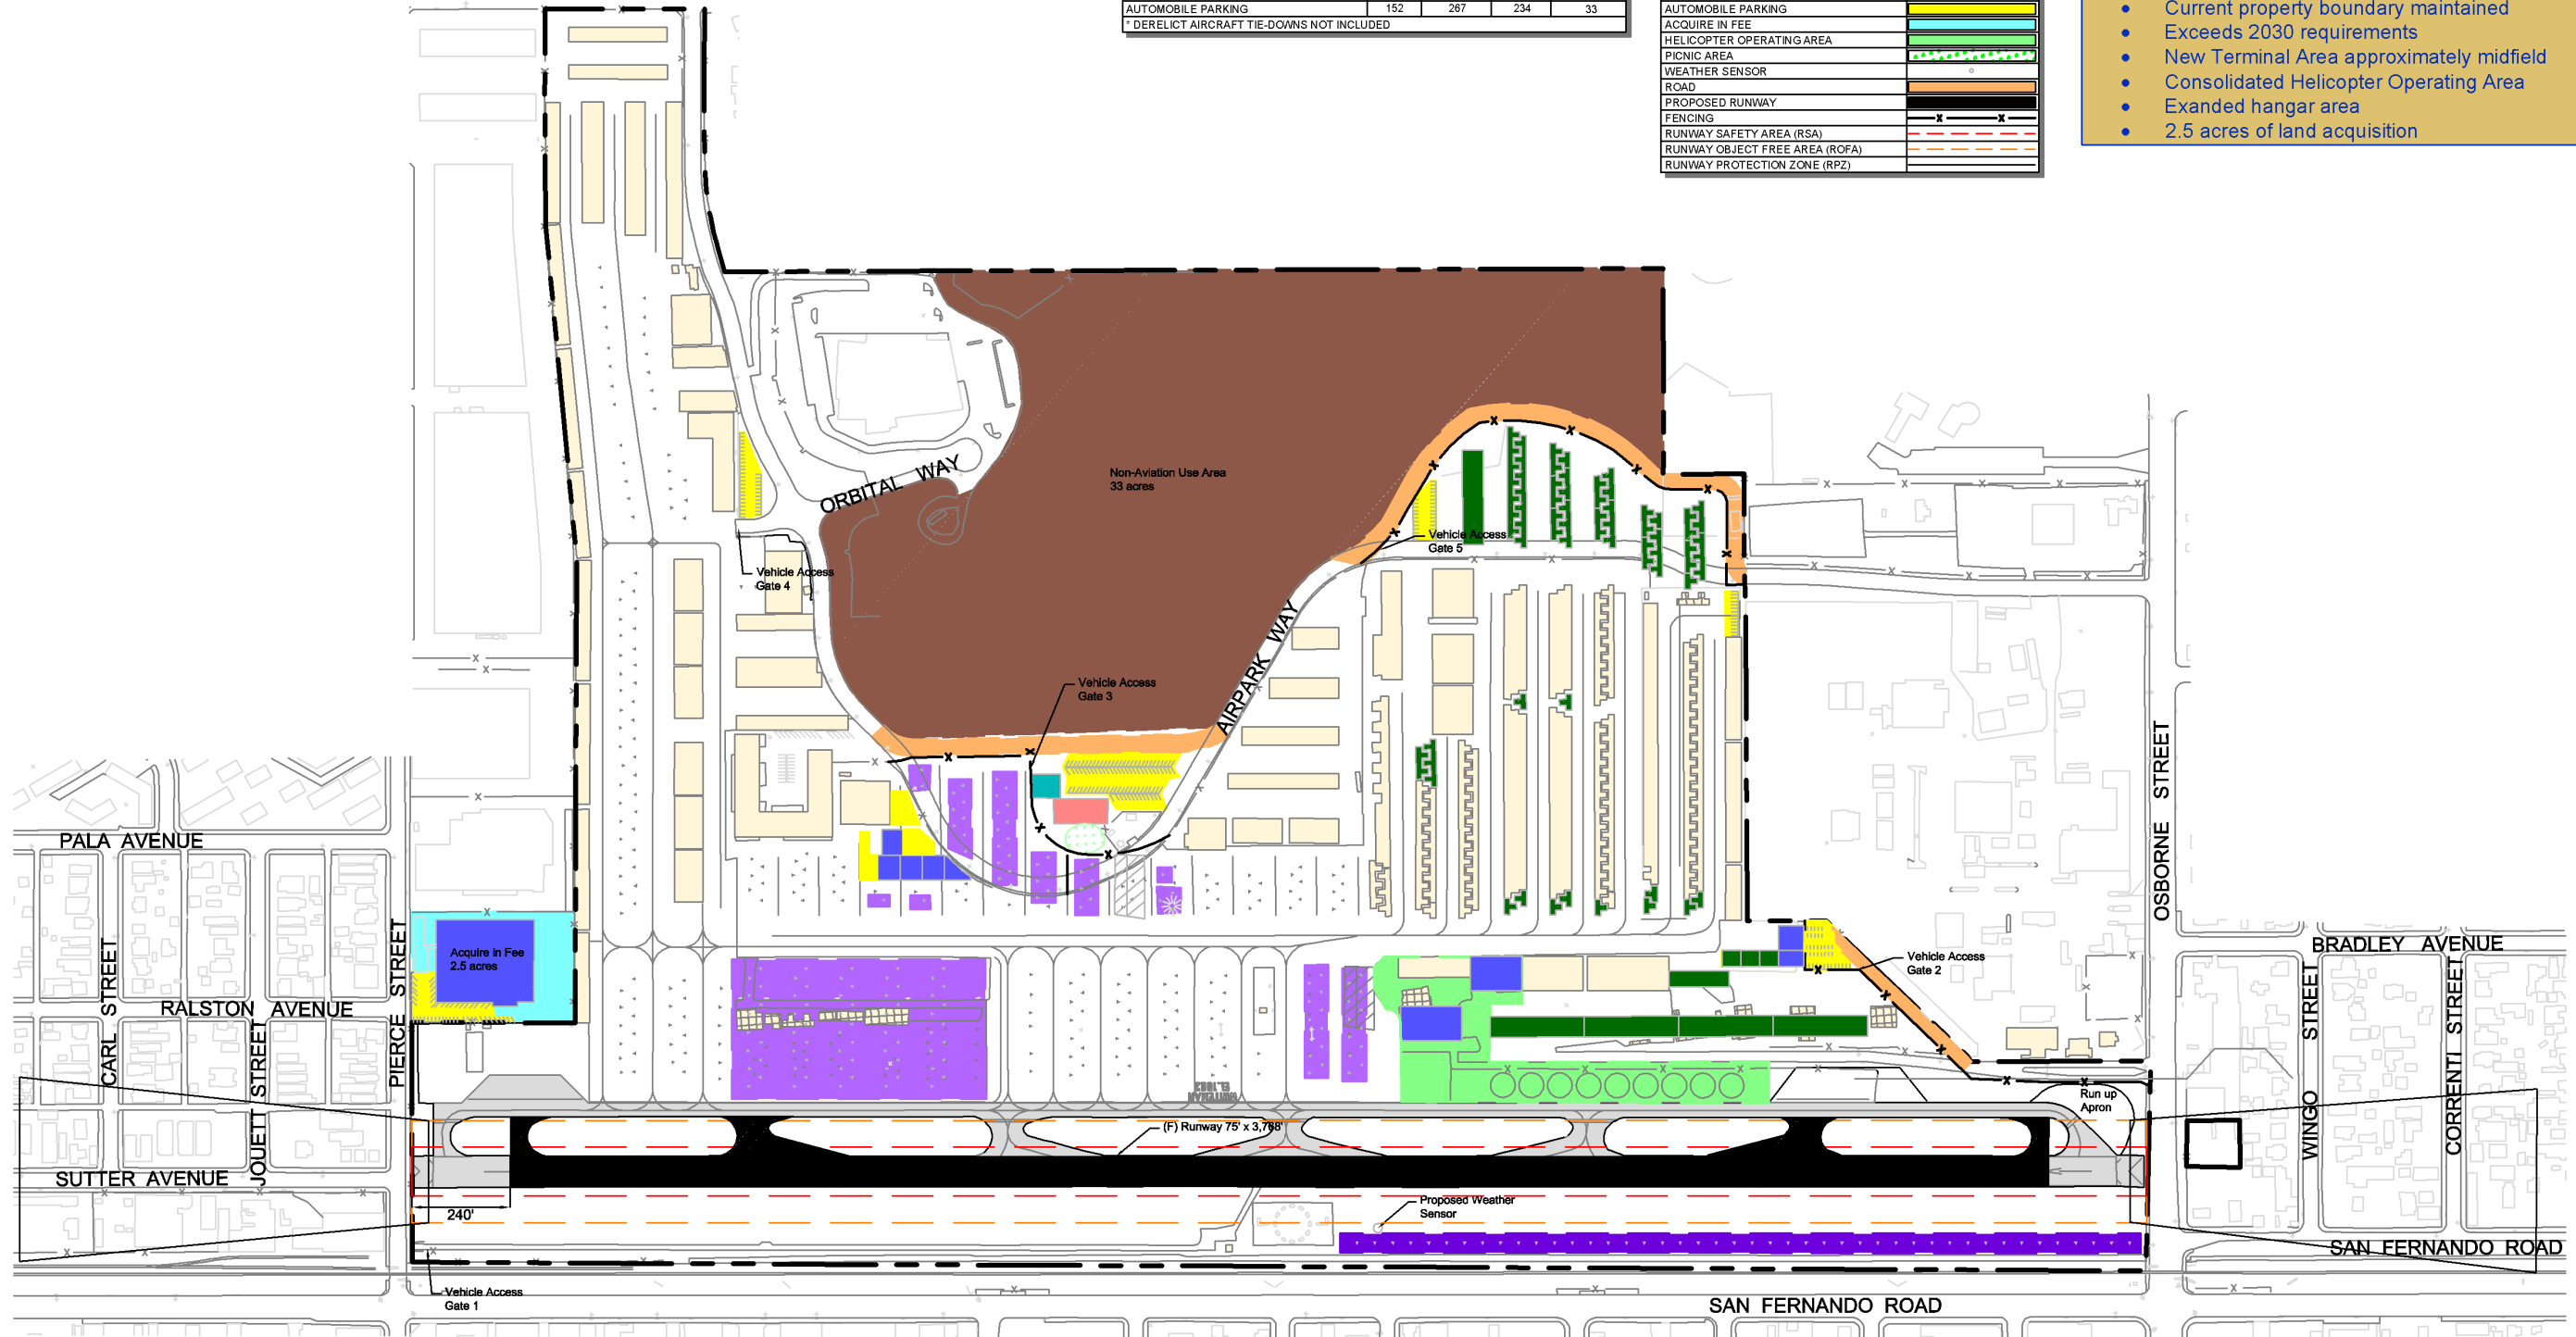 AUTOMOBILE PARKING 152 267 234 33
* DERELICT AIRCRAFT TIE-DOWNS NOT INCLUDED
AUTOMOBILE PARKING
ACQUIRE IN FEE
HELICOPTER OPERATING AREA
PICNIC AREA
WEATHER SENSOR
ROAD
PROPOSED RUNWAY
FENCING
RUNWAY SAFETY AREA (RSA)
RUNWAY OBJECT FREE AREA (ROFA)
RUNWAY PROTECTION ZONE (RPZ)
• Current property boundary maintained
• Exceeds 2030 requirements
• New Terminal Area approximately midfield
• Consolidated Helicopter Operating Area
• Exanded hangar area
• 2.5 acres of land acquisition
ORBITAL WAY
Non-Aviation Use Area
33 acres
Vehicle Access
Gate 5
Vehicle Access
Gate 4
AIRPARK WAY
Vehicle Access
Gate 3
PALA AVENUE
OSBORNE STREET
Acquire in Fee
2.5 acres
BRADLEY AVENUE
Vehicle Access
Gate 2
RALSTON AVENUE
CARL STREET
JOUETT STREET
PIERCE STREET
WINGO STREET
CORRENTI STREET
WHITEMAN
EL.1002
Run up
Apron
(F) Runway 75' x 3,768'
SUTTER AVENUE
240'
Proposed Weather
Sensor
SAN FERNANDO ROAD
Vehicle Access
Gate 1
SAN FERNANDO ROAD